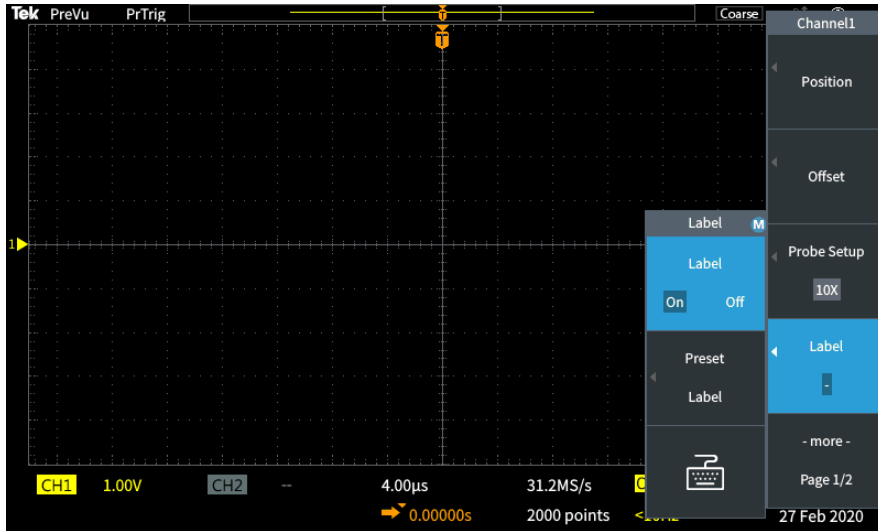 Tek PreVu PrTrig Coarse
Channel1
Position
Offset
Probe Setup
10X
Label
-
- more -
Page 1/2
Label M
Label
On Off
Preset
Label
T
T
1
CH1 1.00V CH2 -- 4.00μs 31.2MS/s
0.00000s 2000 points
27 Feb 2020